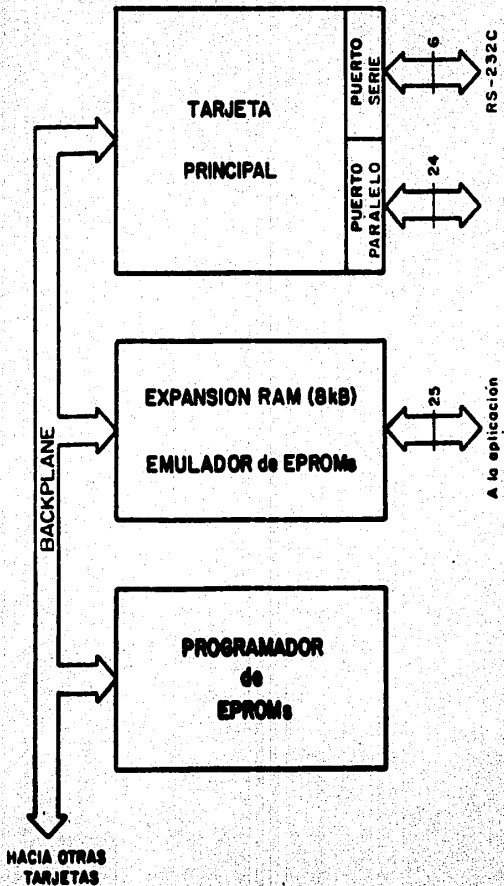 TARJETA
PRINCIPAL
PUERTO
SERIE
6
RS-232C
PUERTO
PARALELO
24
BACKPLANE
EXPANSION RAM (8kB)
EMULADOR de EPROMs
25
A la aplicación
PROGRAMADOR
de
EPROMs
HACIA OTRAS
TARJETAS